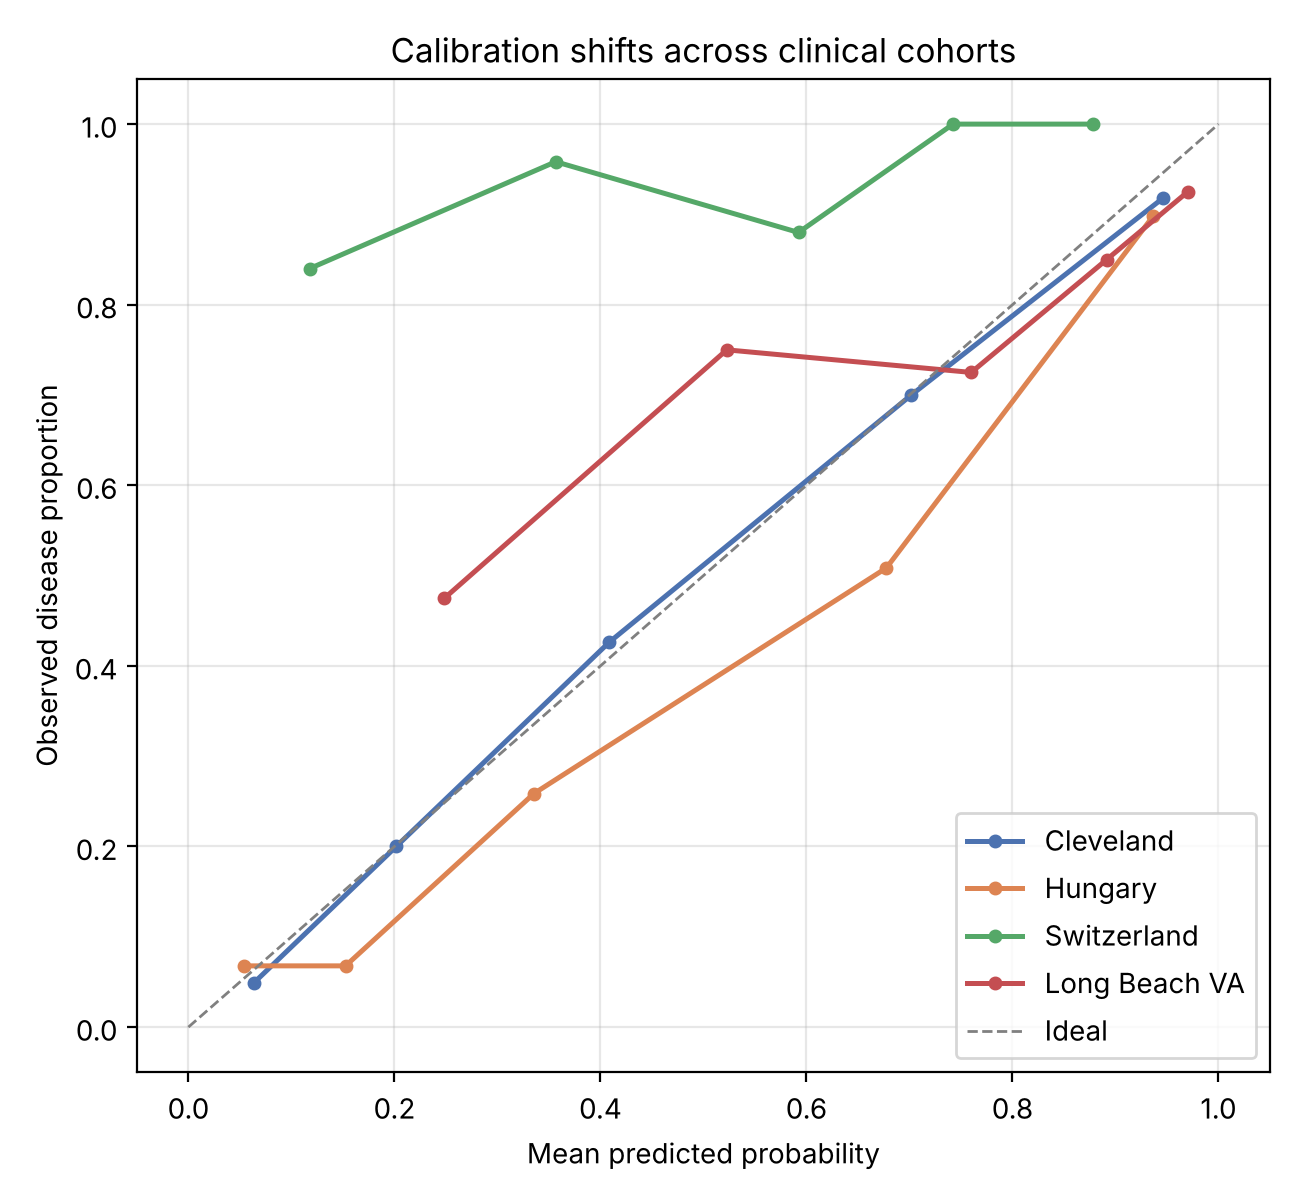 Calibration shifts across clinical cohorts
1.0
0.8
0.6
0.4
0.2
0.0
Observed disease proportion
Cleveland
Hungary
Switzerland
Long Beach VA
Ideal
0.0 0.2 0.4 0.6 0.8 1.0
Mean predicted probability